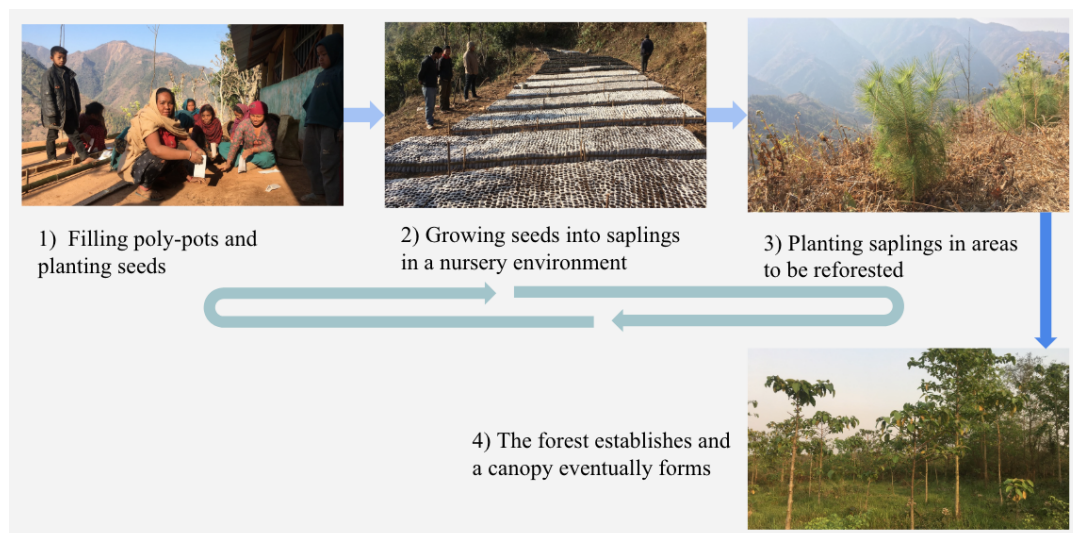 1) Filling poly-pots and
planting seeds
2) Growing seeds into saplings
in a nursery environment
3) Planting saplings in areas
to be reforested
4) The forest establishes and
a canopy eventually forms